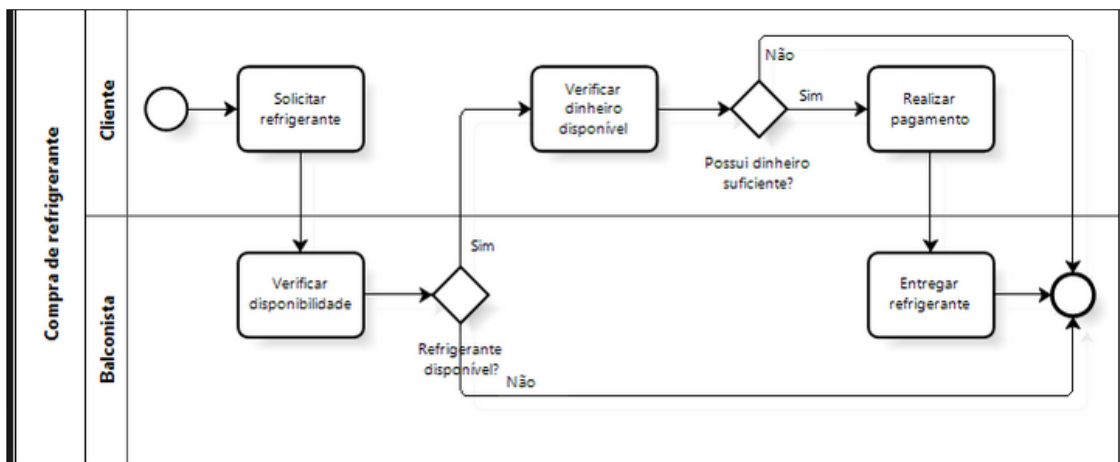 Compra de refrigrerante
Cliente
Solicitar
refrigerante
Verificar
dinheiro
disponível
Não
Sim
Possui dinheiro
suficiente?
Realizar
pagamento
Balconista
Verificar
disponibilidade
Sim
Refrigerante
disponível?
Não
Entregar
refrigerante